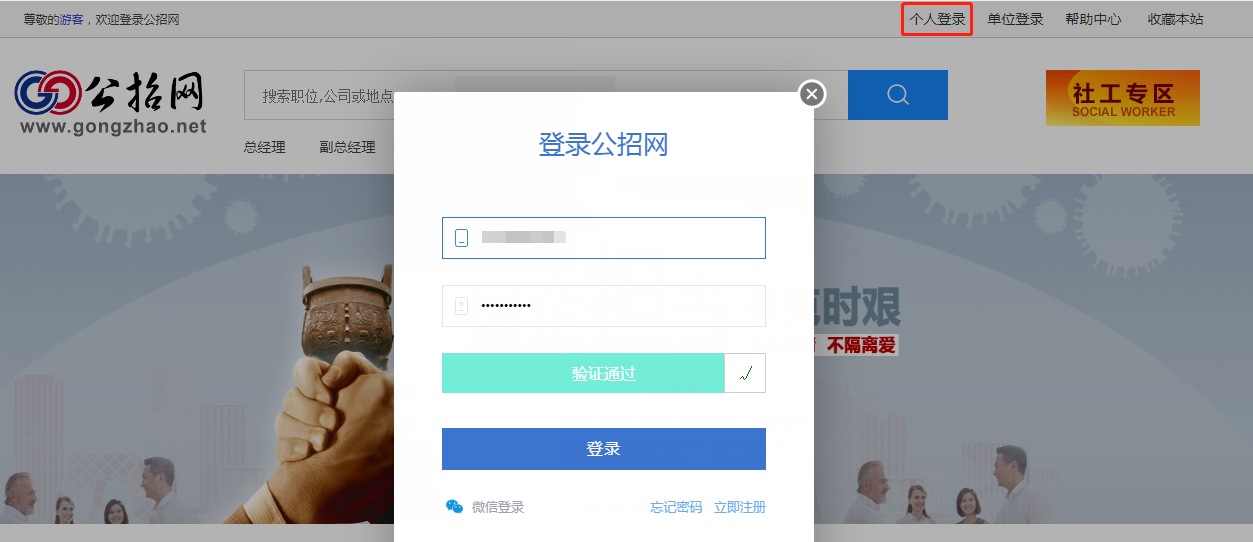 尊敬的游客，欢迎登录公招网
个人登录 单位登录 帮助中心 收藏本站
公招网
www.gongzhao.net
搜索职位,公司或地点
社工专区
SOCIAL WORKER
总经理 副总经理
登录公招网
•••••••••••
验证通过
登录
微信登录 忘记密码 立即注册
时艰
不隔离爱